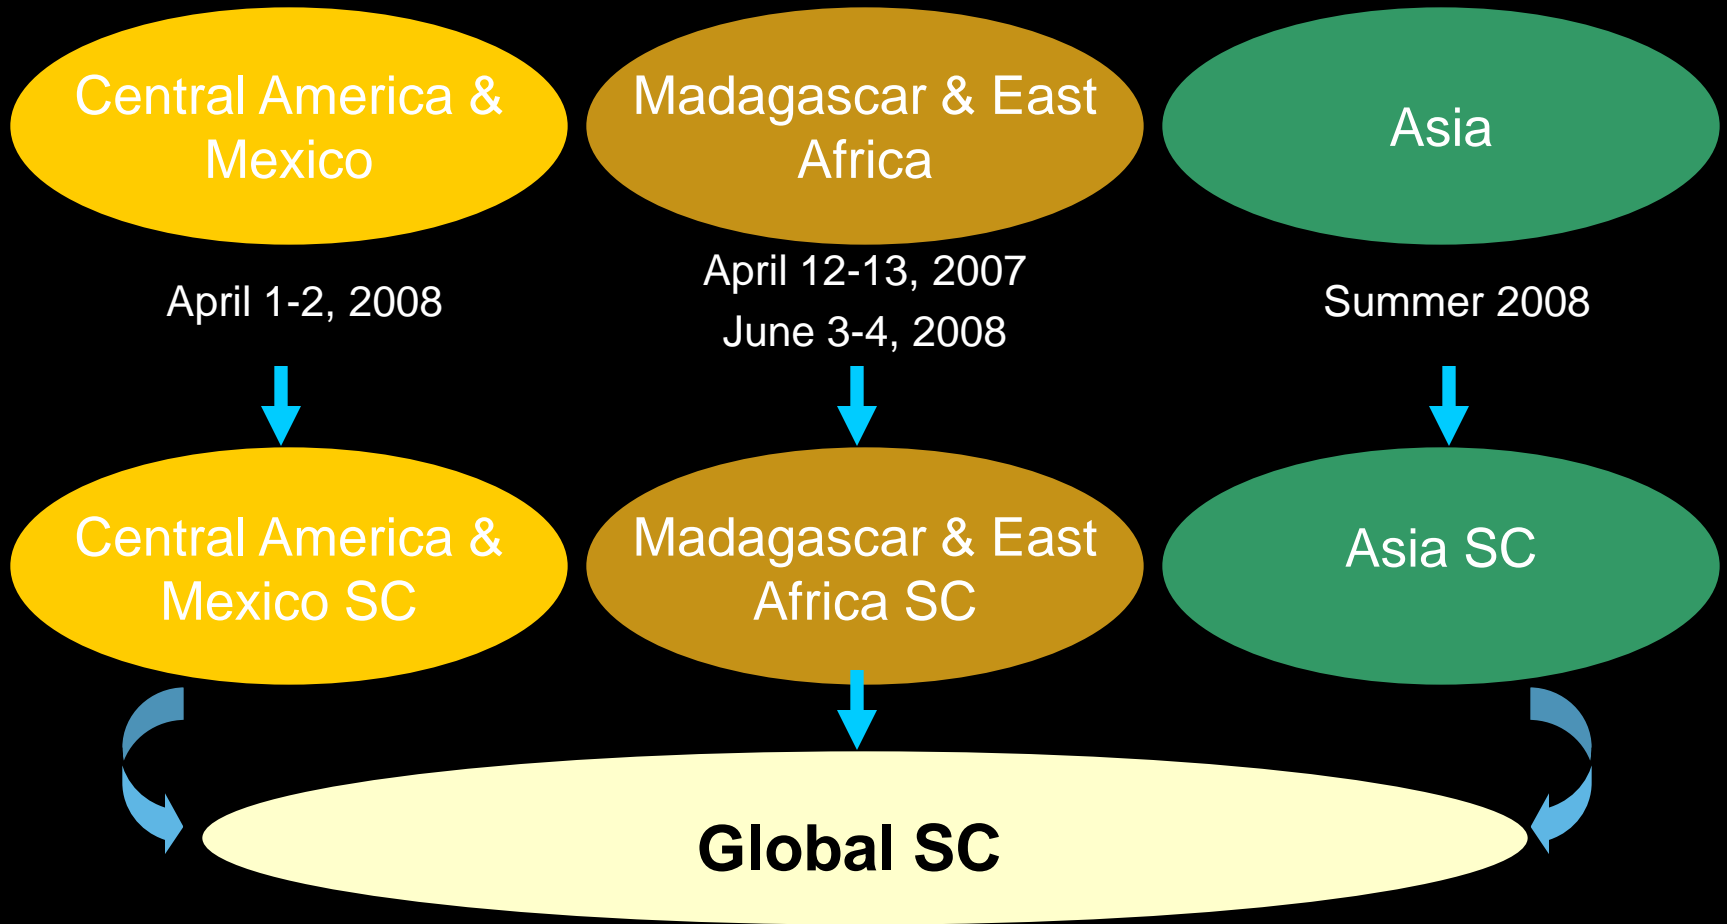 Central America &
Mexico
Madagascar & East
Africa
Asia
April 1-2, 2008
April 12-13, 2007
June 3-4, 2008
Summer 2008
Central America &
Mexico SC
Madagascar & East
Africa SC
Asia SC
Global SC